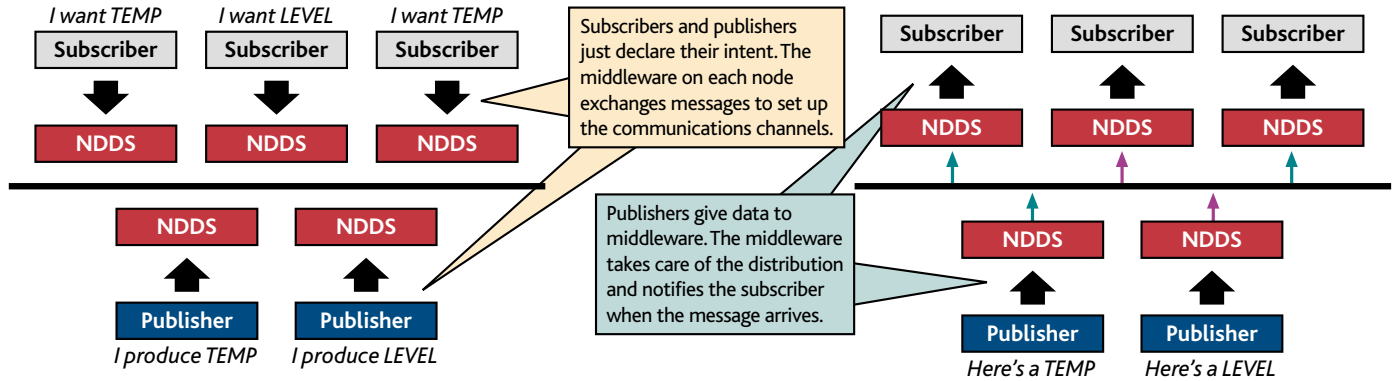 I want TEMP
I want LEVEL
I want TEMP
Subscriber
Subscriber
Subscriber
NDDS
NDDS
NDDS
NDDS
NDDS
Publisher
Publisher
I produce TEMP
I produce LEVEL
Subscribers and publishers
just declare their intent. The
middleware on each node
exchanges messages to set up
the communications channels.
Publishers give data to
middleware. The middleware
takes care of the distribution
and notifies the subscriber
when the message arrives.
Subscriber
Subscriber
Subscriber
NDDS
NDDS
NDDS
NDDS
NDDS
Publisher
Publisher
Here's a TEMP
Here's a LEVEL